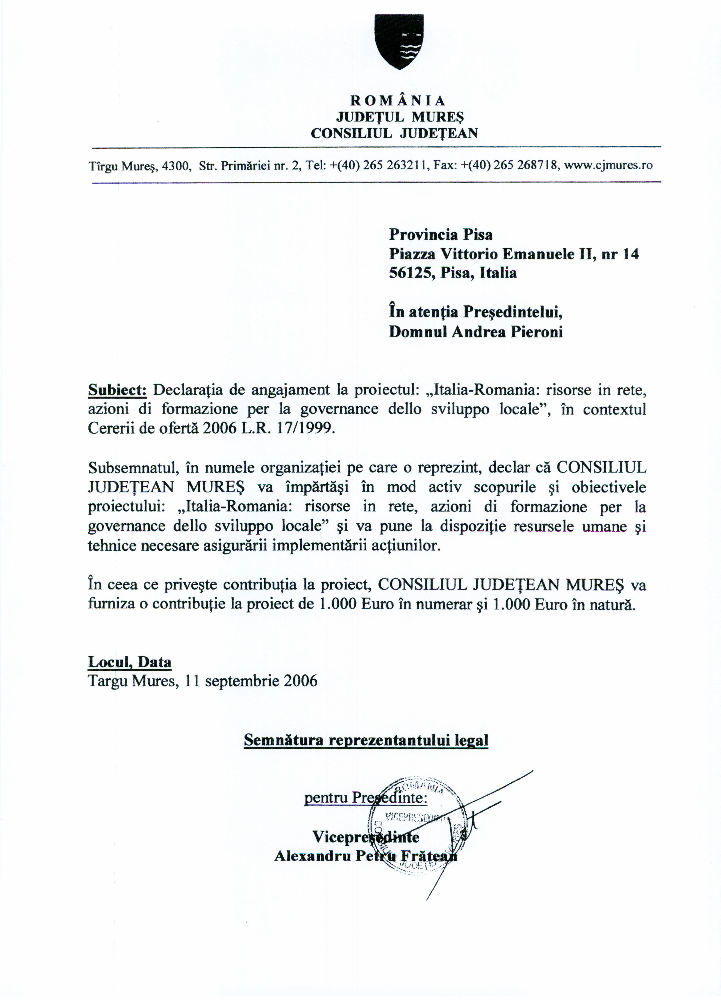 ROMÂNIA
JUDEŢUL MUREŞ
CONSILIUL JUDEŢEAN
Tîrgu Mureş, 4300, Str. Primăriei nr. 2, Tel: +(40) 265 263211, Fax: +(40) 265 268718, www.cjmures.ro
Provincia Pisa
Piazza Vittorio Emanuele II, nr 14
56125, Pisa, Italia
În atenţia Preşedintelui,
Domnul Andrea Pieroni
Subiect: Declaraţia de angajament la proiectul: „Italia-Romania: risorse in rete,
azioni di formazione per la governance dello sviluppo locale”, în contextul
Cererii de ofertă 2006 L.R. 17/1999.
Subsemnatul, în numele organizaţiei pe care o reprezint, declar că CONSILIUL
JUDEŢEAN MUREŞ va împărtăşi în mod activ scopurile şi obiectivele
proiectului: „Italia-Romania: risorse in rete, azioni di formazione per la
governance dello sviluppo locale” şi va pune la dispoziţie resursele umane şi
tehnice necesare asigurării implementării acţiunilor.
În ceea ce priveşte contribuţia la proiect, CONSILIUL JUDEŢEAN MUREŞ va
furniza o contribuţie la proiect de 1.000 Euro în numerar şi 1.000 Euro în natură.
Locul, Data
Targu Mures, 11 septembrie 2006
Semnătura reprezentantului legal
pentru Preşedinte:
Vicepreşedinte
Alexandru Petru Frătean
ROMÂNIA
VICEPREŞEDINTE